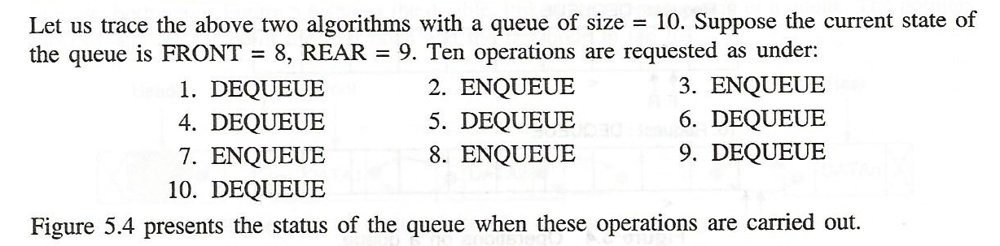 Let us trace the above two algorithms with a queue of size = 10. Suppose the current state of
the queue is FRONT = 8, REAR = 9. Ten operations are requested as under:
1. DEQUEUE 2. ENQUEUE 3. ENQUEUE
4. DEQUEUE 5. DEQUEUE 6. DEQUEUE
7. ENQUEUE 8. ENQUEUE 9. DEQUEUE
10. DEQUEUE
Figure 5.4 presents the status of the queue when these operations are carried out.